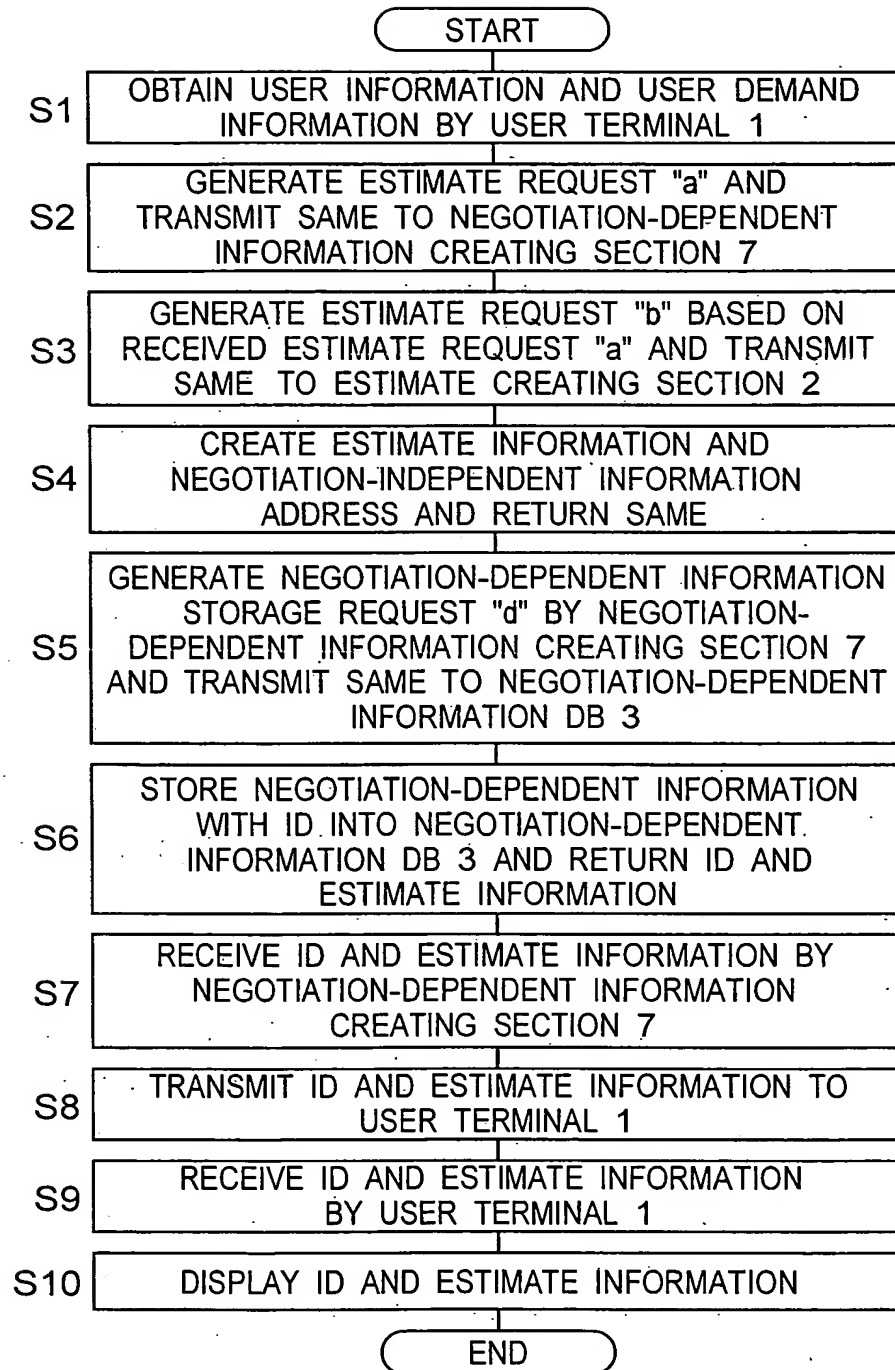 START
S1
OBTAIN USER INFORMATION AND USER DEMAND
INFORMATION BY USER TERMINAL 1
S2
GENERATE ESTIMATE REQUEST "a" AND
TRANSMIT SAME TO NEGOTIATION-DEPENDENT
INFORMATION CREATING SECTION 7
S3
GENERATE ESTIMATE REQUEST "b" BASED ON
RECEIVED ESTIMATE REQUEST "a" AND TRANSMIT
SAME TO ESTIMATE CREATING SECTION 2
S4
CREATE ESTIMATE INFORMATION AND
NEGOTIATION-INDEPENDENT INFORMATION
ADDRESS AND RETURN SAME
S5
GENERATE NEGOTIATION-DEPENDENT INFORMATION
STORAGE REQUEST "d" BY NEGOTIATION-
DEPENDENT INFORMATION CREATING SECTION 7
AND TRANSMIT SAME TO NEGOTIATION-DEPENDENT
INFORMATION DB 3
S6
STORE NEGOTIATION-DEPENDENT INFORMATION
WITH ID INTO NEGOTIATION-DEPENDENT
INFORMATION DB 3 AND RETURN ID AND
ESTIMATE INFORMATION
S7
RECEIVE ID AND ESTIMATE INFORMATION BY
NEGOTIATION-DEPENDENT INFORMATION
CREATING SECTION 7
S8
TRANSMIT ID AND ESTIMATE INFORMATION TO
USER TERMINAL 1
S9
RECEIVE ID AND ESTIMATE INFORMATION
BY USER TERMINAL 1
S10
DISPLAY ID AND ESTIMATE INFORMATION
END